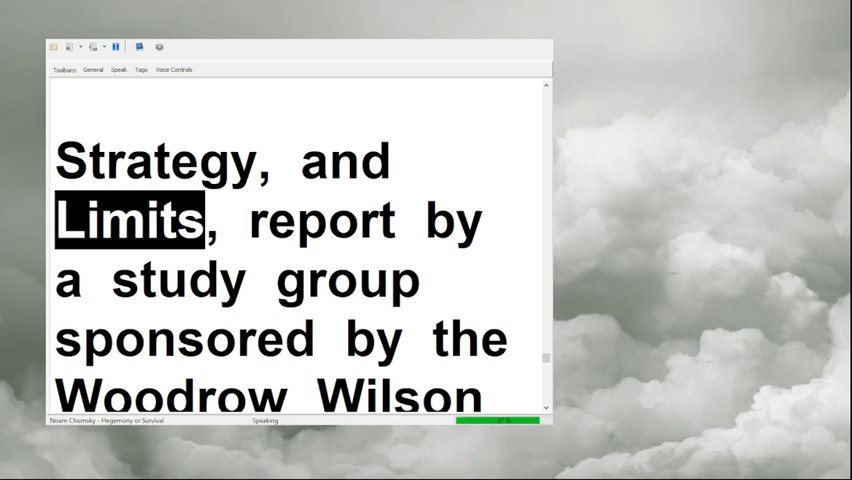 Toolbars: General Speak Tags Voice Controls
Strategy, and
Limits, report by
a study group
sponsored by the
Woodrow Wilson
Noam Chomsky - Hegemony or Survival Speaking 67 %